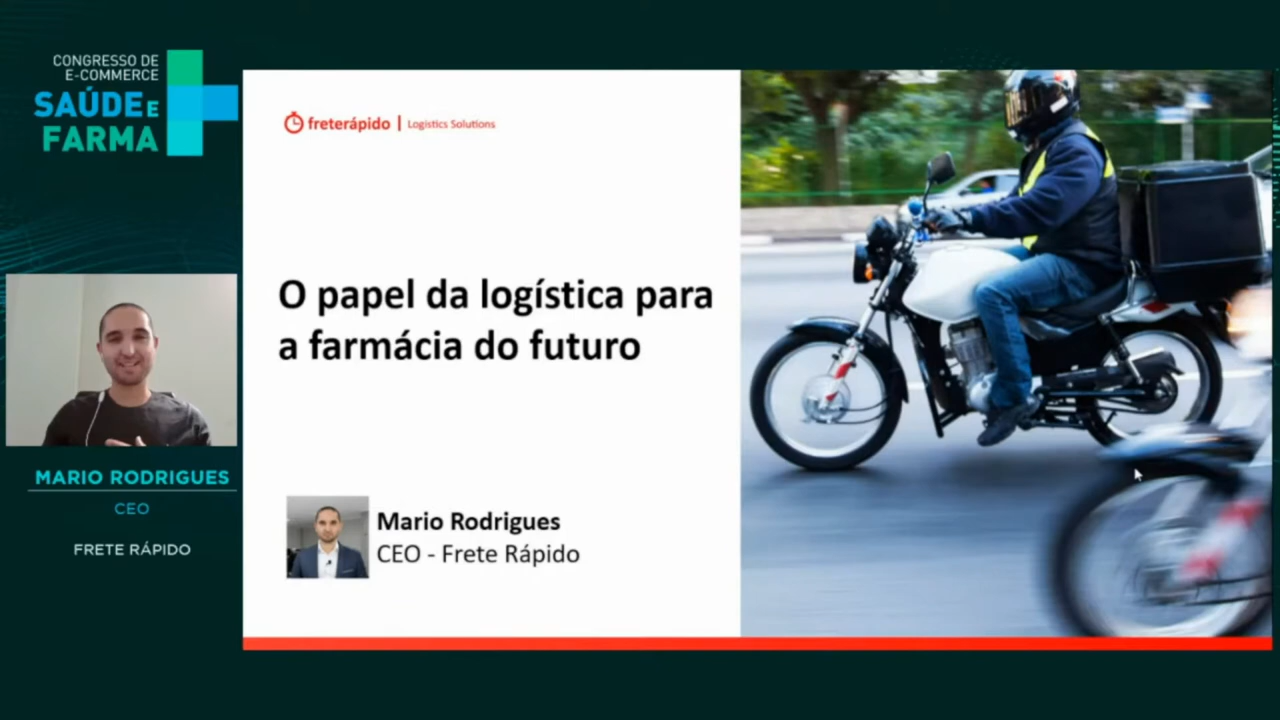 CONGRESSO DE
E-COMMERCE
SAÚDE E
FARMA
MARIO RODRIGUES
CEO
FRETE RÁPIDO
freterápido | Logistics Solutions
O papel da logística para
a farmácia do futuro
Mario Rodrigues
CEO - Frete Rápido